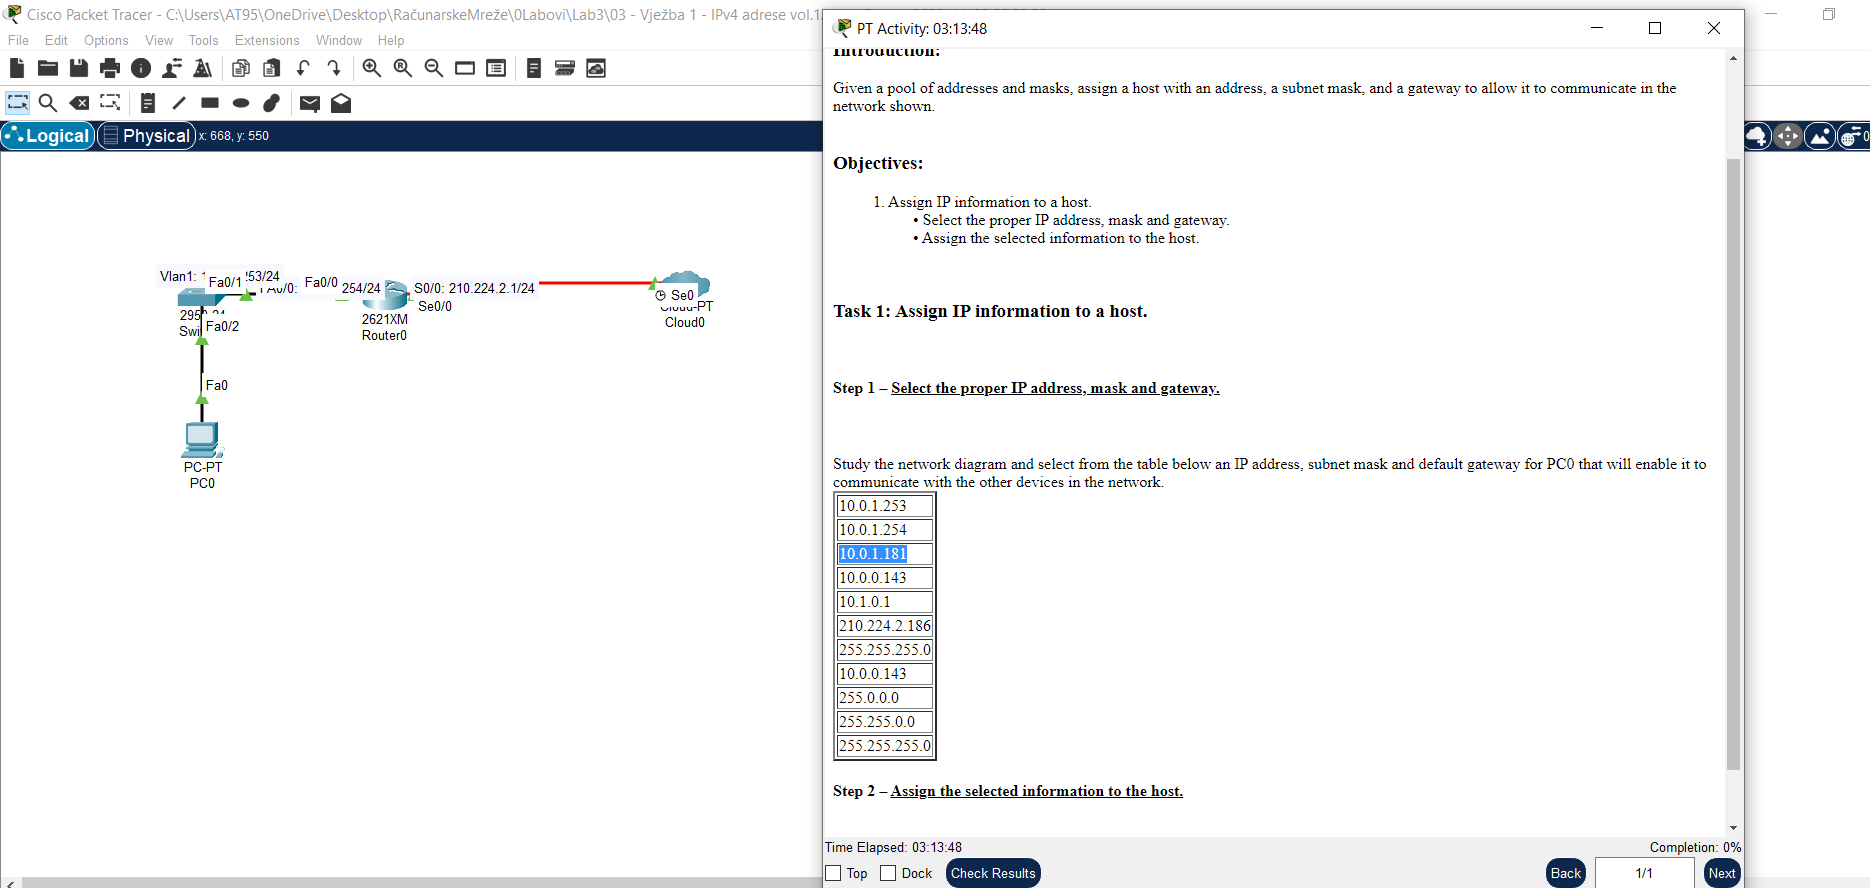 Cisco Packet Tracer - C:\Users\AT95\OneDrive\Desktop\RačunarskeMreže\0Labovi\Lab3\03 - Vježba 1 - IPv4 adrese vol.1.
File Edit Options View Tools Extensions Window Help
Logical Physical x: 668, y: 550
Vlan1: 253/24
Fa0/1
Fa0/0
254/24
S0/0: 210.224.2.1/24
Se0/0
Se0
Cloud-PT
Cloud0
Fa0/2
2621XM
Router0
Fa0
PC-PT
PC0
PT Activity: 03:13:48
Introduction:
Given a pool of addresses and masks, assign a host with an address, a subnet mask, and a gateway to allow it to communicate in the
network shown.
Objectives:
1. Assign IP information to a host.
• Select the proper IP address, mask and gateway.
• Assign the selected information to the host.
Task 1: Assign IP information to a host.
Step 1 – Select the proper IP address, mask and gateway.
Study the network diagram and select from the table below an IP address, subnet mask and default gateway for PC0 that will enable it to
communicate with the other devices in the network.
10.0.1.253
10.0.1.254
10.0.1.181
10.0.0.143
10.1.0.1
210.224.2.186
255.255.255.0
10.0.0.143
255.0.0.0
255.255.0.0
255.255.255.0
Step 2 – Assign the selected information to the host.
Time Elapsed: 03:13:48 Completion: 0%
Top Dock Check Results Back 1/1 Next